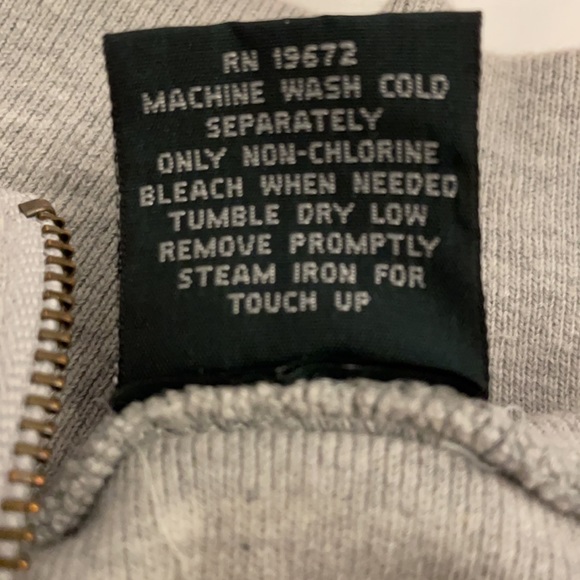 RN 19672
MACHINE WASH COLD
SEPARATELY
ONLY NON-CHLORINE
BLEACH WHEN NEEDED
TUMBLE DRY LOW
REMOVE PROMPTLY
STEAM IRON FOR
TOUCH UP